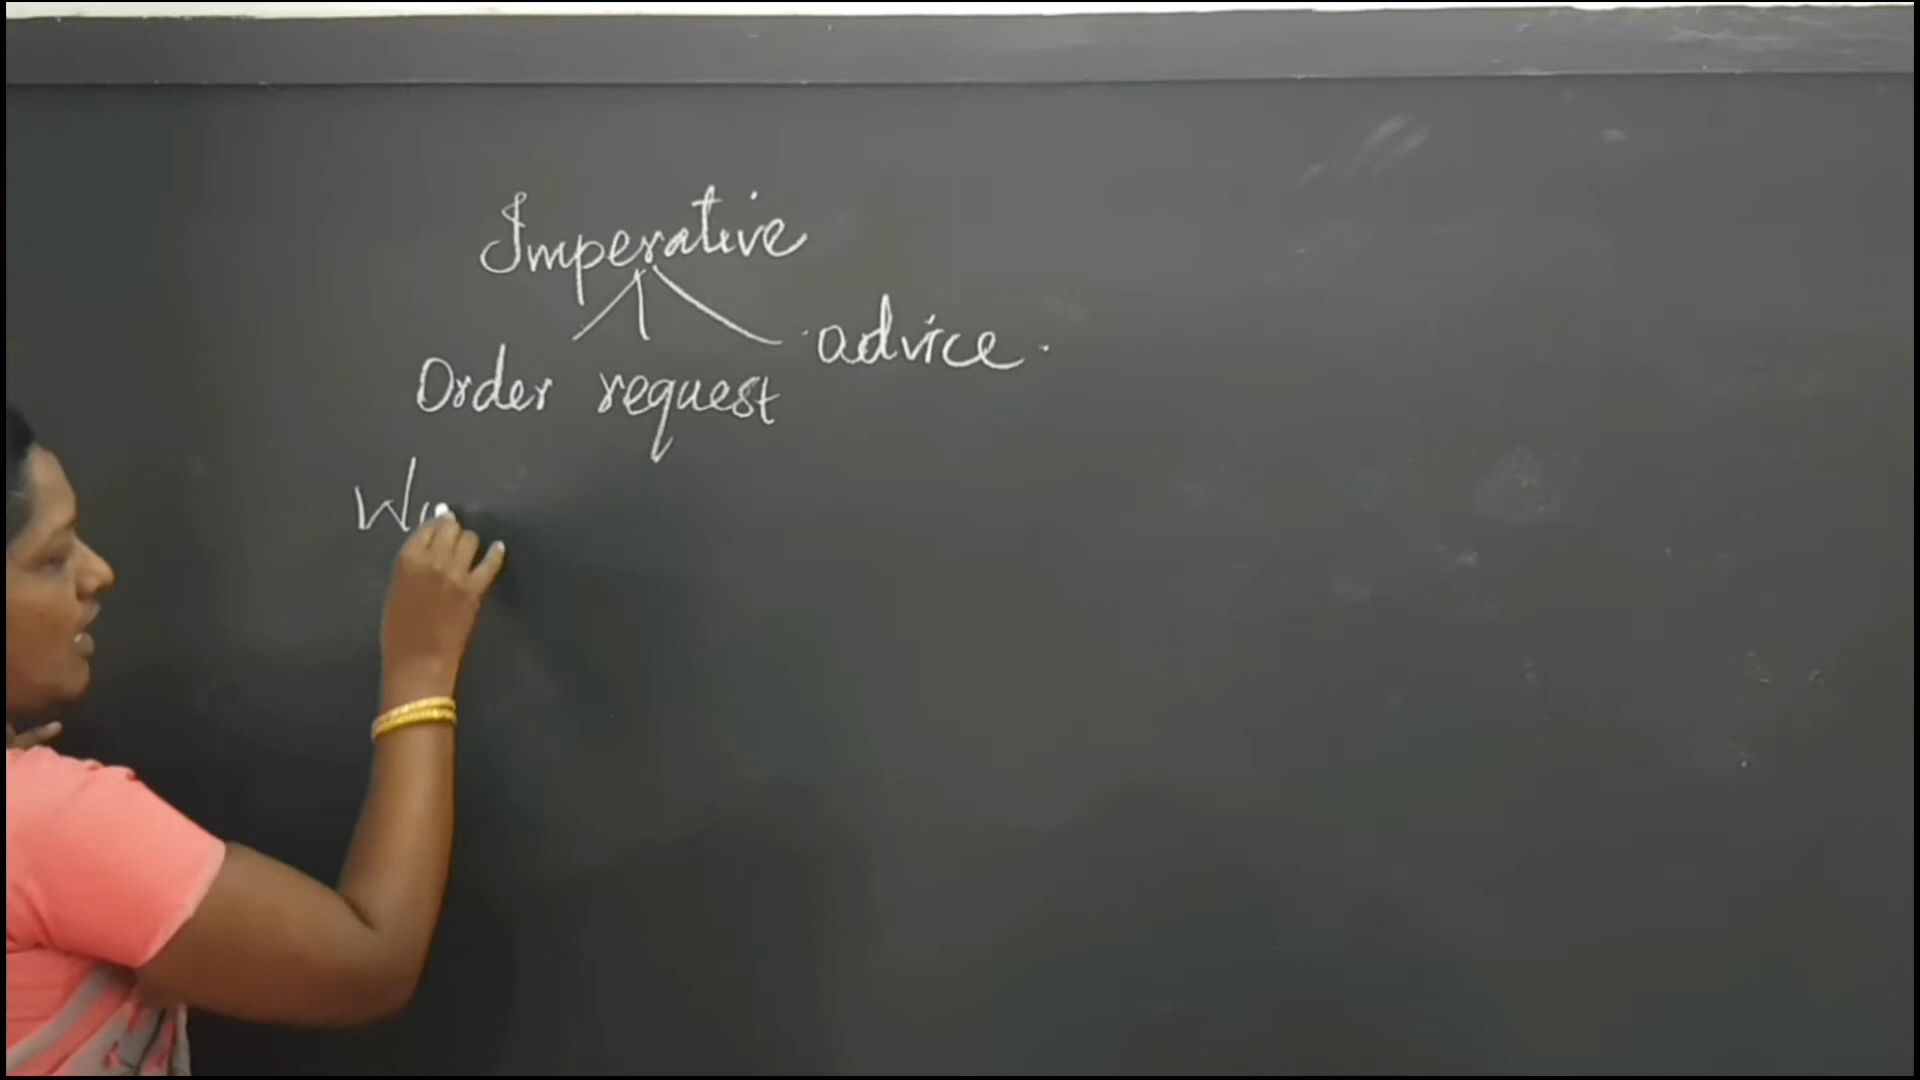 Imperative
Order request advice.